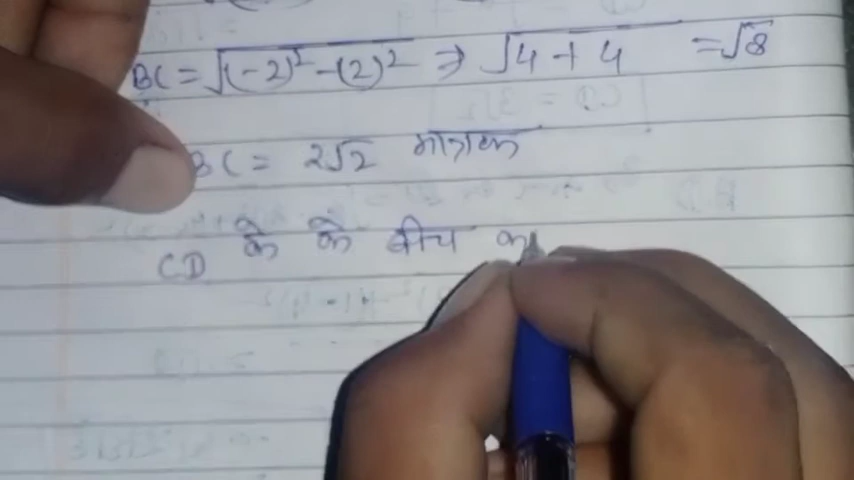 BC = √(-2)² -(2)² ⇒ √4 + 4 = √8
BC = 2√2 मात्रक
CD के के बीच क